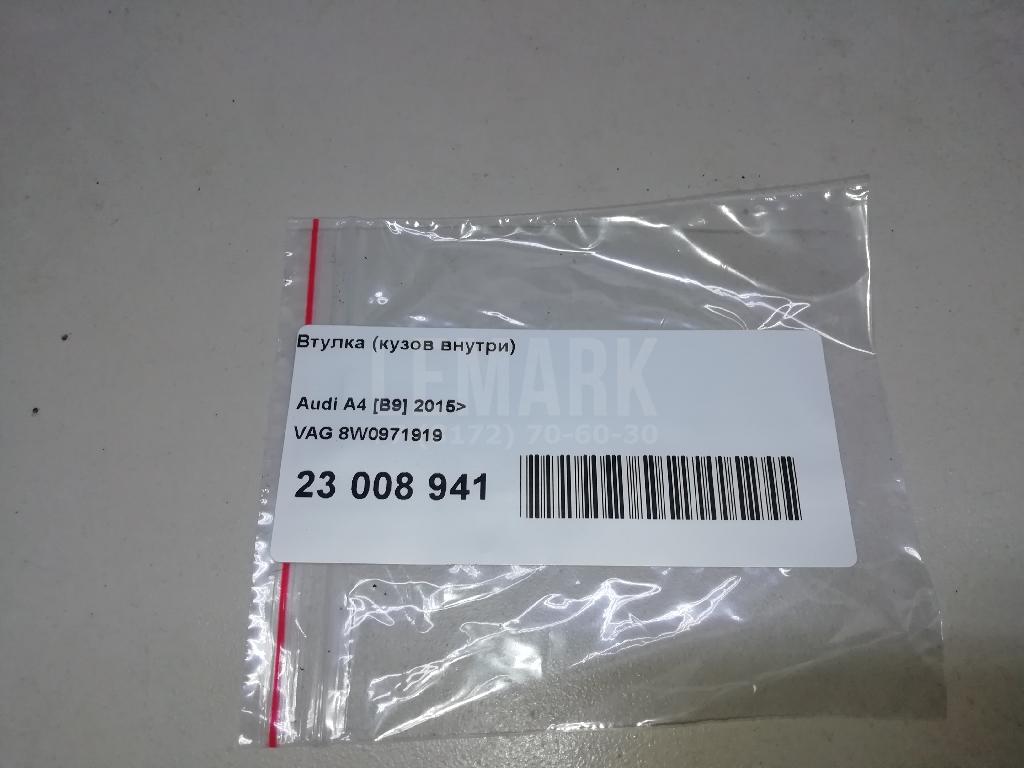 Втулка (кузов внутри)
LEMARK
Audi A4 [B9] 2015>
VAG 8W0971919
172) 70-60-30
23 008 941